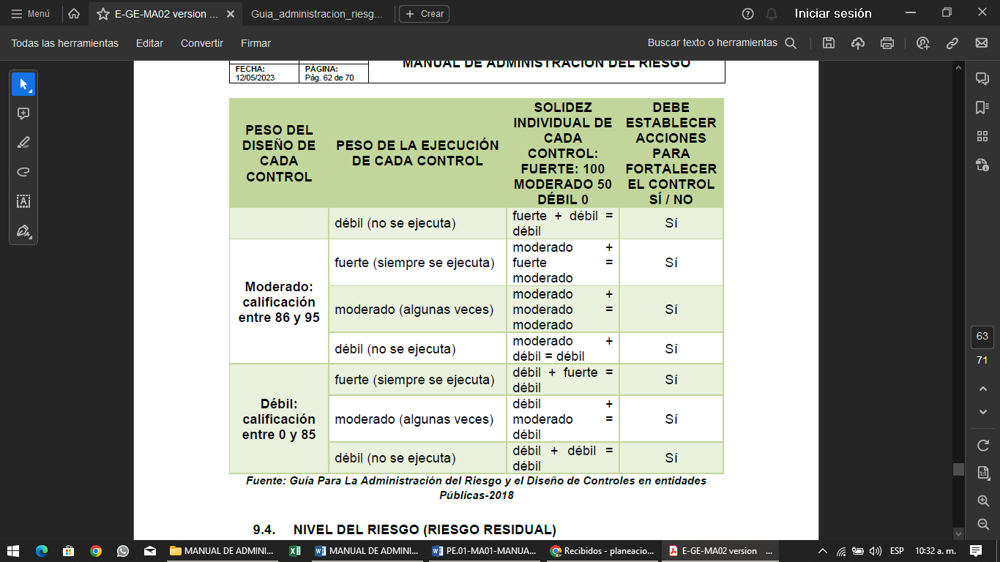 Menú
E-GE-MA02 version ...
Guia_administracion_riesg...
Crear
Iniciar sesión
Todas las herramientas
Editar
Convertir
Firmar
Buscar texto o herramientas
FECHA:
12/05/2023
PÁGINA:
Pág. 62 de 70
MANUAL DE ADMINISTRACIÓN DEL RIESGO
PESO DEL
DISEÑO DE
CADA
CONTROL
PESO DE LA EJECUCIÓN
DE CADA CONTROL
SOLIDEZ
INDIVIDUAL DE
CADA
CONTROL:
FUERTE: 100
MODERADO 50
DÉBIL 0
DEBE
ESTABLECER
ACCIONES
PARA
FORTALECER
EL CONTROL
SÍ / NO
débil (no se ejecuta)
fuerte + débil =
débil
Sí
Moderado:
calificación
entre 86 y 95
fuerte (siempre se ejecuta)
moderado +
fuerte =
moderado
Sí
moderado (algunas veces)
moderado +
moderado =
moderado
Sí
débil (no se ejecuta)
moderado +
débil = débil
Sí
Débil:
calificación
entre 0 y 85
fuerte (siempre se ejecuta)
débil + fuerte =
débil
Sí
moderado (algunas veces)
débil +
moderado =
débil
Sí
débil (no se ejecuta)
débil + débil =
débil
Sí
Fuente: Guía Para La Administración del Riesgo y el Diseño de Controles en entidades
Públicas-2018
9.4. NIVEL DEL RIESGO (RIESGO RESIDUAL)
63
71
1:1
MANUAL DE ADMINI...
MANUAL DE ADMINI...
PE.01-MA01-MANUA...
Recibidos - planeacio...
E-GE-MA02 version ...
ESP
10:32 a. m.